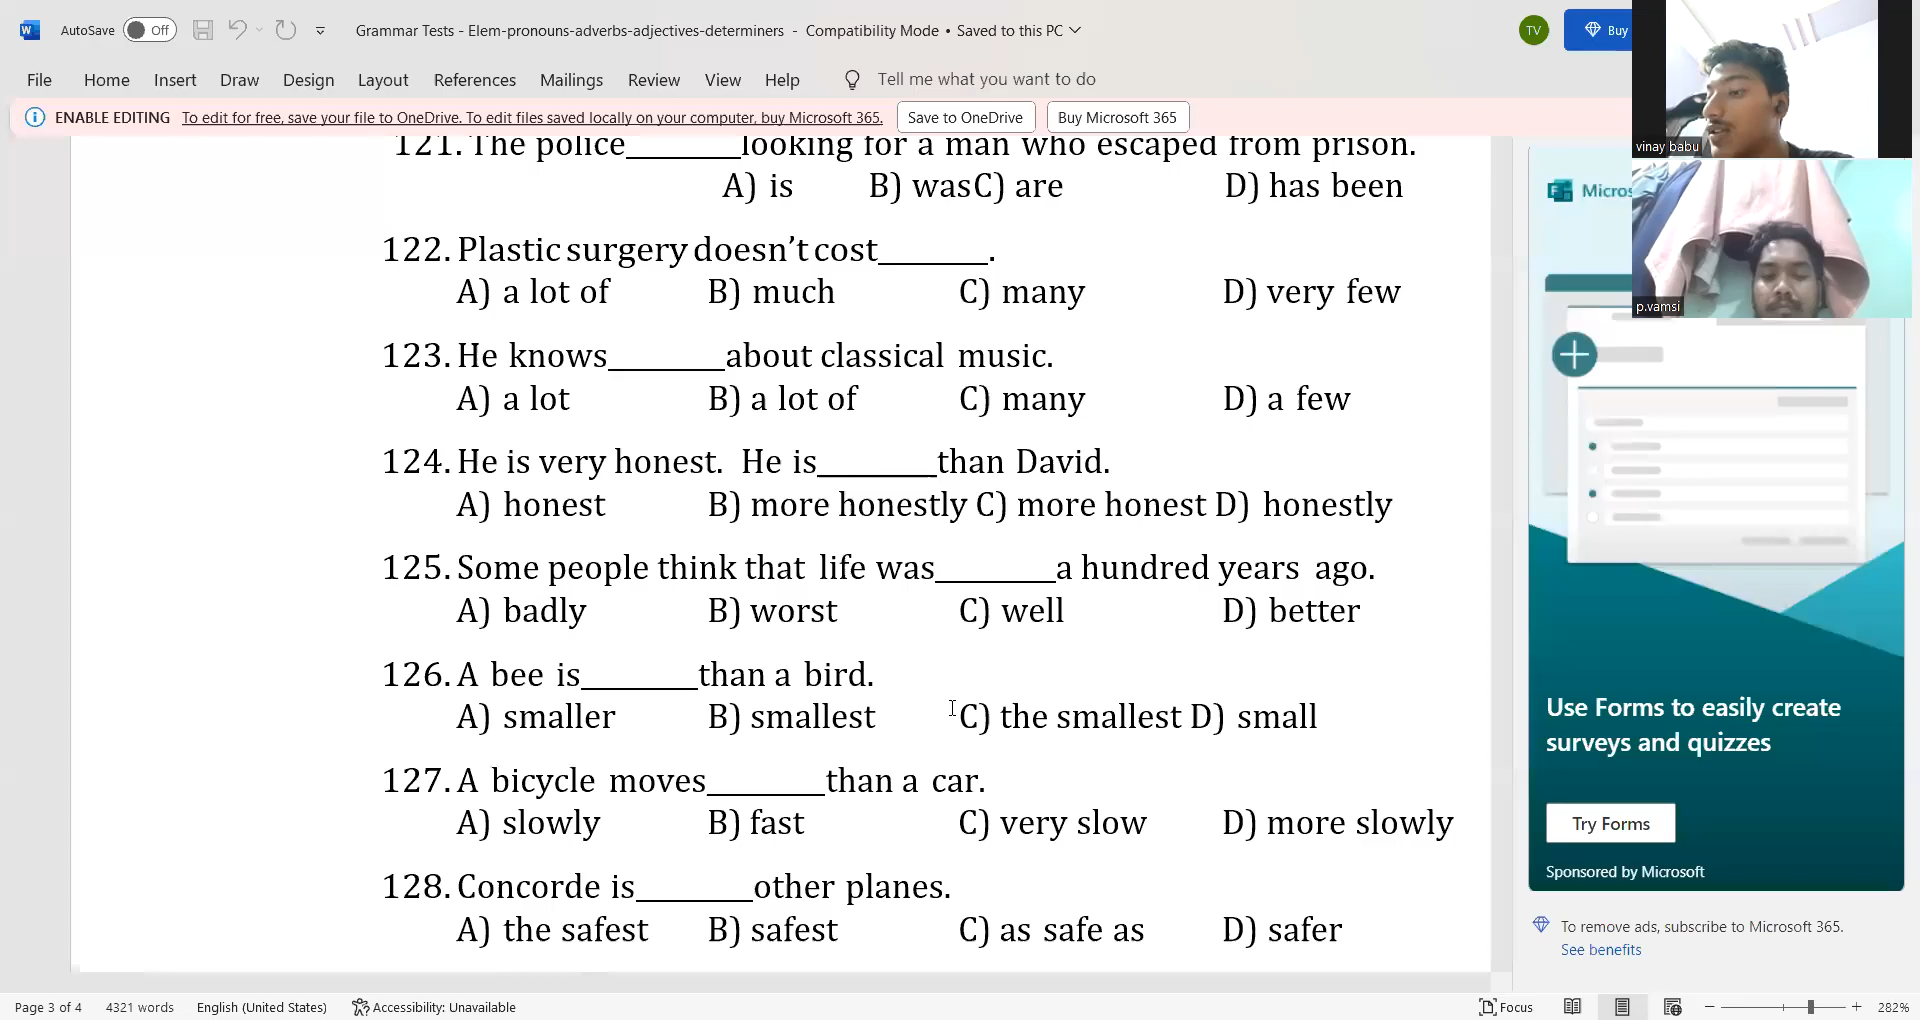 AutoSave Off Grammar Tests - Elem-pronouns-adverbs-adjectives-determiners - Compatibility Mode • Saved to this PC TV Buy
File Home Insert Draw Design Layout References Mailings Review View Help Tell me what you want to do
ENABLE EDITING To edit for free, save your file to OneDrive. To edit files saved locally on your computer, buy Microsoft 365. Save to OneDrive Buy Microsoft 365
vinay babu
p.vamsi
121. The police_______looking for a man who escaped from prison.
A) is B) wasC) are D) has been
122. Plastic surgery doesn't cost_______.
A) a lot of B) much C) many D) very few
123. He knows_______about classical music.
A) a lot B) a lot of C) many D) a few
124. He is very honest. He is_______than David.
A) honest B) more honestly C) more honest D) honestly
125. Some people think that life was_______a hundred years ago.
A) badly B) worst C) well D) better
126. A bee is_______than a bird.
A) smaller B) smallest C) the smallest D) small
127. A bicycle moves_______than a car.
A) slowly B) fast C) very slow D) more slowly
128. Concorde is_______other planes.
A) the safest B) safest C) as safe as D) safer
Use Forms to easily create
surveys and quizzes
Try Forms
Sponsored by Microsoft
To remove ads, subscribe to Microsoft 365.
See benefits
Page 3 of 4 4321 words English (United States) Accessibility: Unavailable Focus 282%